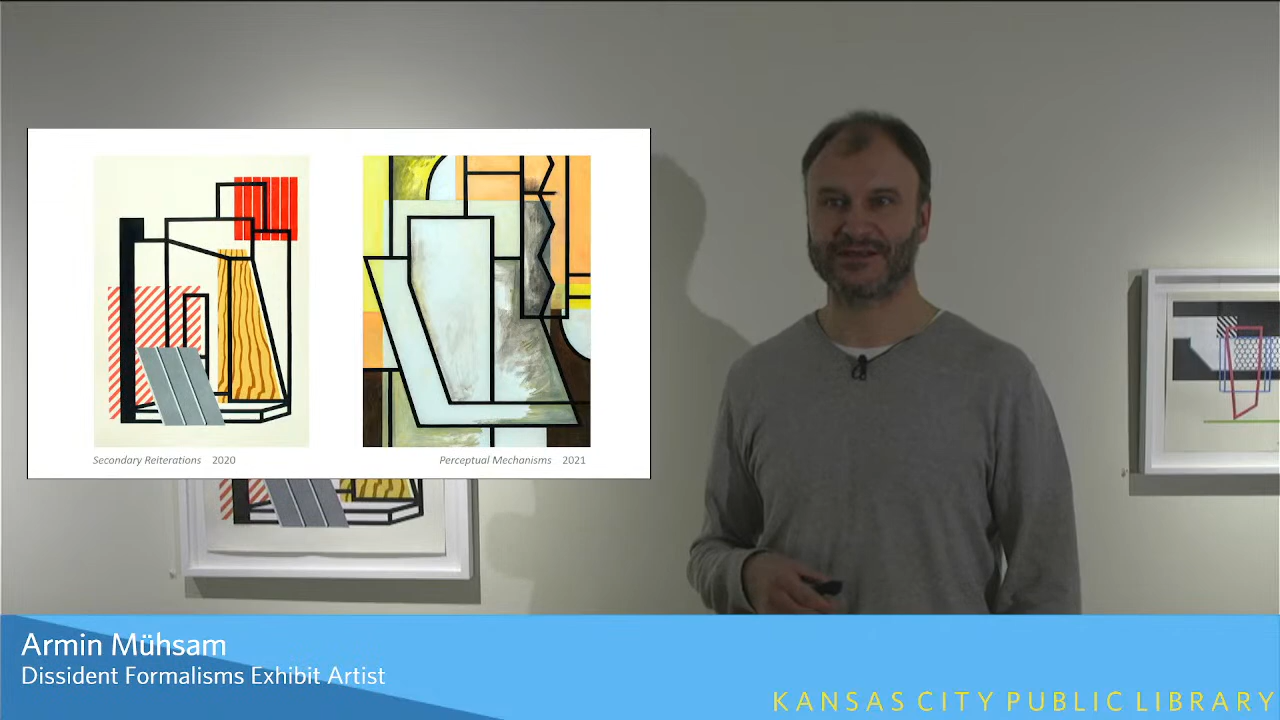 Secondary Reiterations 2020
Perceptual Mechanisms 2021
Armin Mühsam
Dissident Formalisms Exhibit Artist
KANSAS CITY PUBLIC LIBRARY